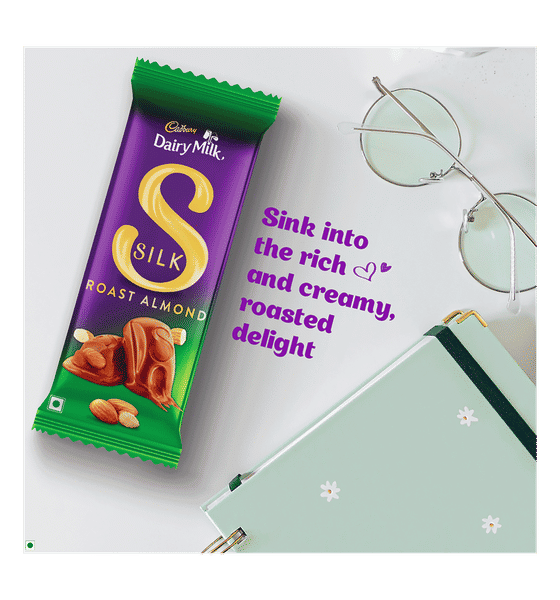 Cadbury
Dairy Milk
SILK
ROAST ALMOND
Sink into
the rich
and creamy,
roasted
delight